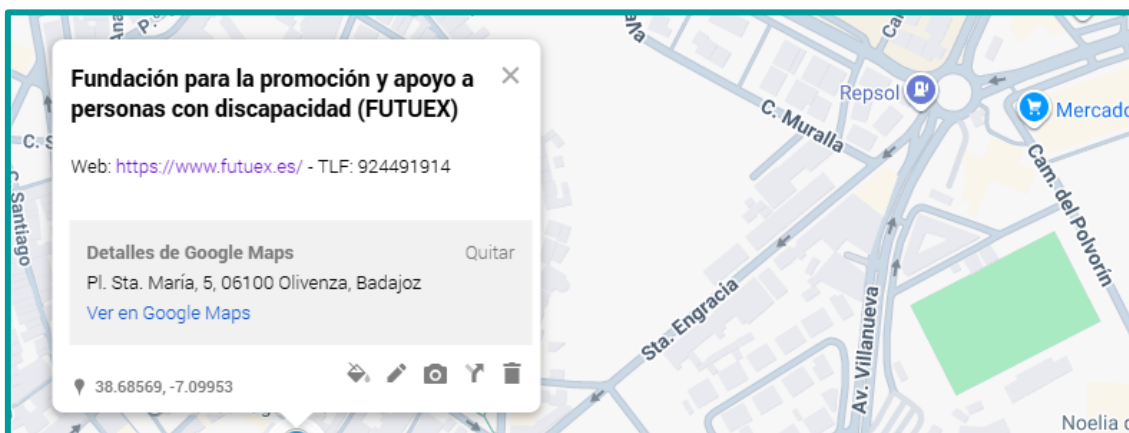 Fundación para la promoción y apoyo a
personas con discapacidad (FUTUEX)
Web: https://www.futuex.es/ - TLF: 924491914
Detalles de Google Maps
Quitar
Pl. Sta. María, 5, 06100 Olivenza, Badajoz
Ver en Google Maps
38.68569, -7.09953
C. Santiago
Repsol
Mercado
C. Muralla
Cam. del Polvorín
Sta. Engracia
Av. Villanueva
Noelia